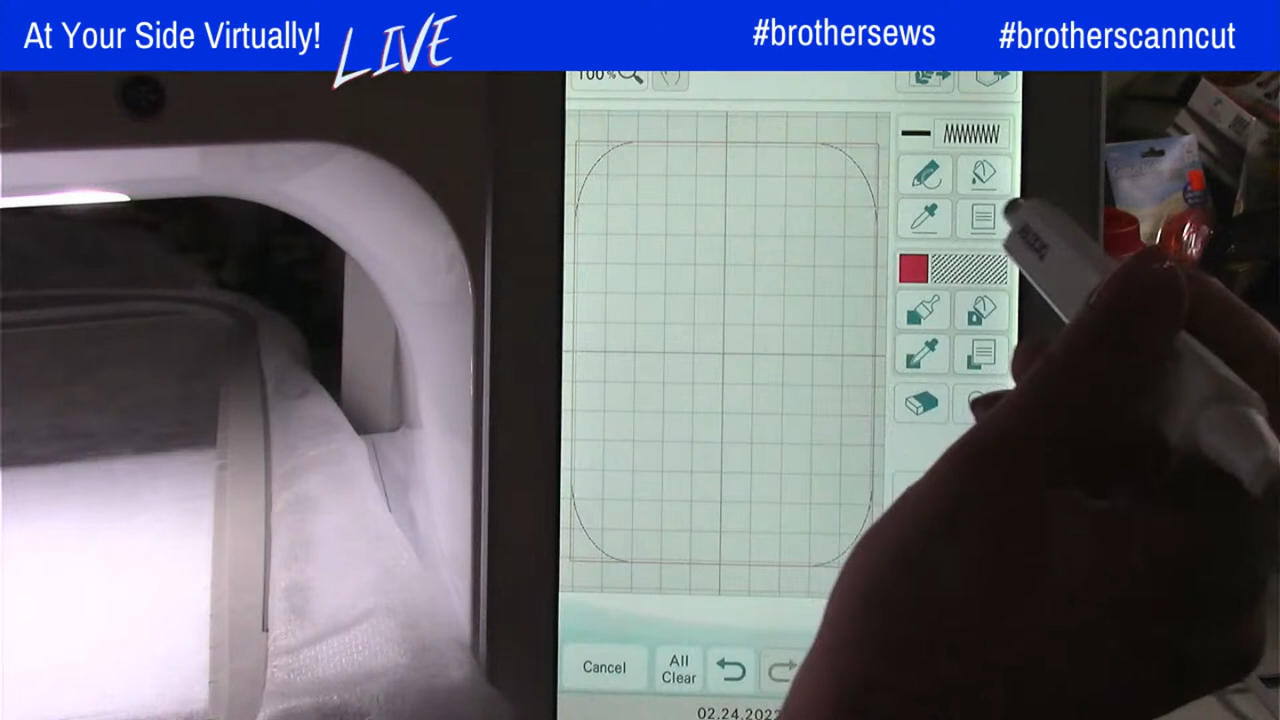 At Your Side Virtually!
LIVE
#brothersews
#brotherscanncut
100%
Cancel
All
Clear
02.24.2022